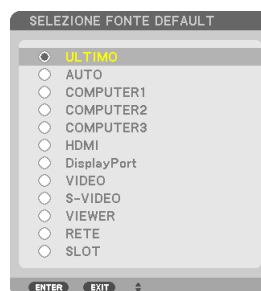 SELEZIONE FONTE DEFAULT
ULTIMO
AUTO
COMPUTER1
COMPUTER2
COMPUTER3
HDMI
DisplayPort
VIDEO
S-VIDEO
VIEWER
RETE
SLOT
ENTER EXIT